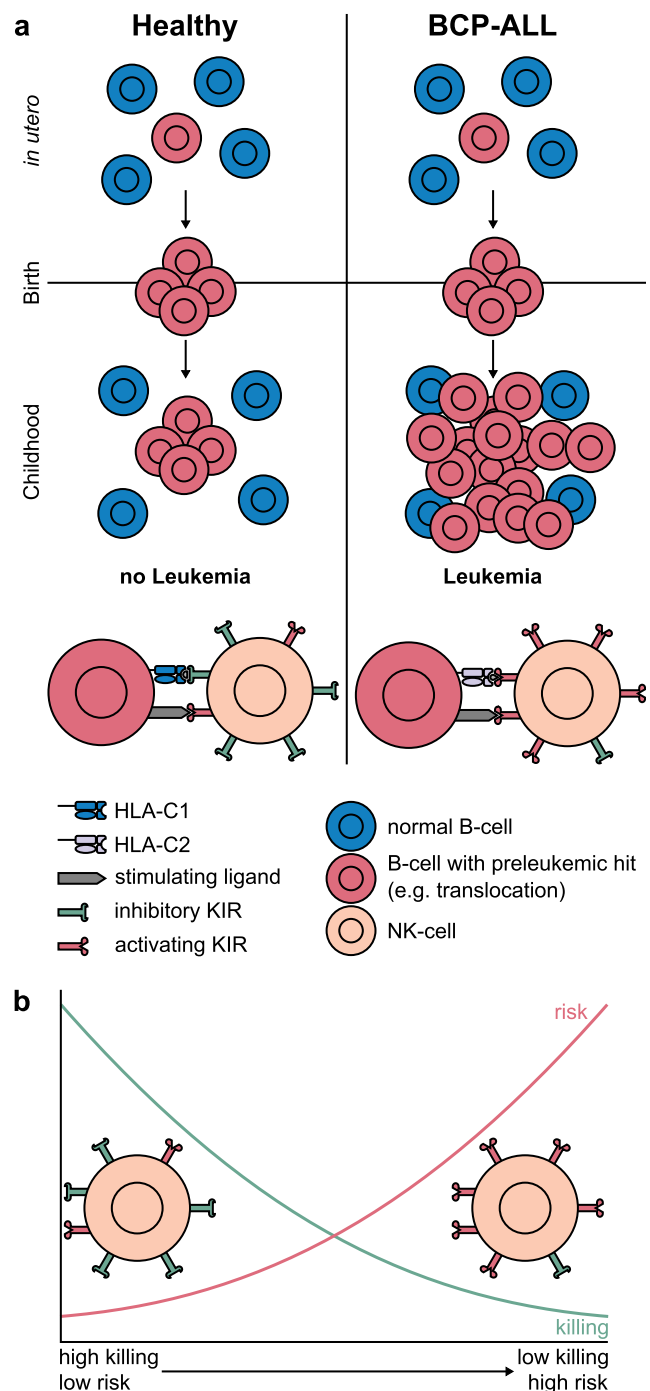 a
Healthy
BCP-ALL
in utero
Birth
Childhood
no Leukemia
Leukemia
HLA-C1
HLA-C2
stimulating ligand
inhibitory KIR
activating KIR
normal B-cell
B-cell with preleukemic hit
(e.g. translocation)
NK-cell
b
risk
killing
high killing
low risk
low killing
high risk